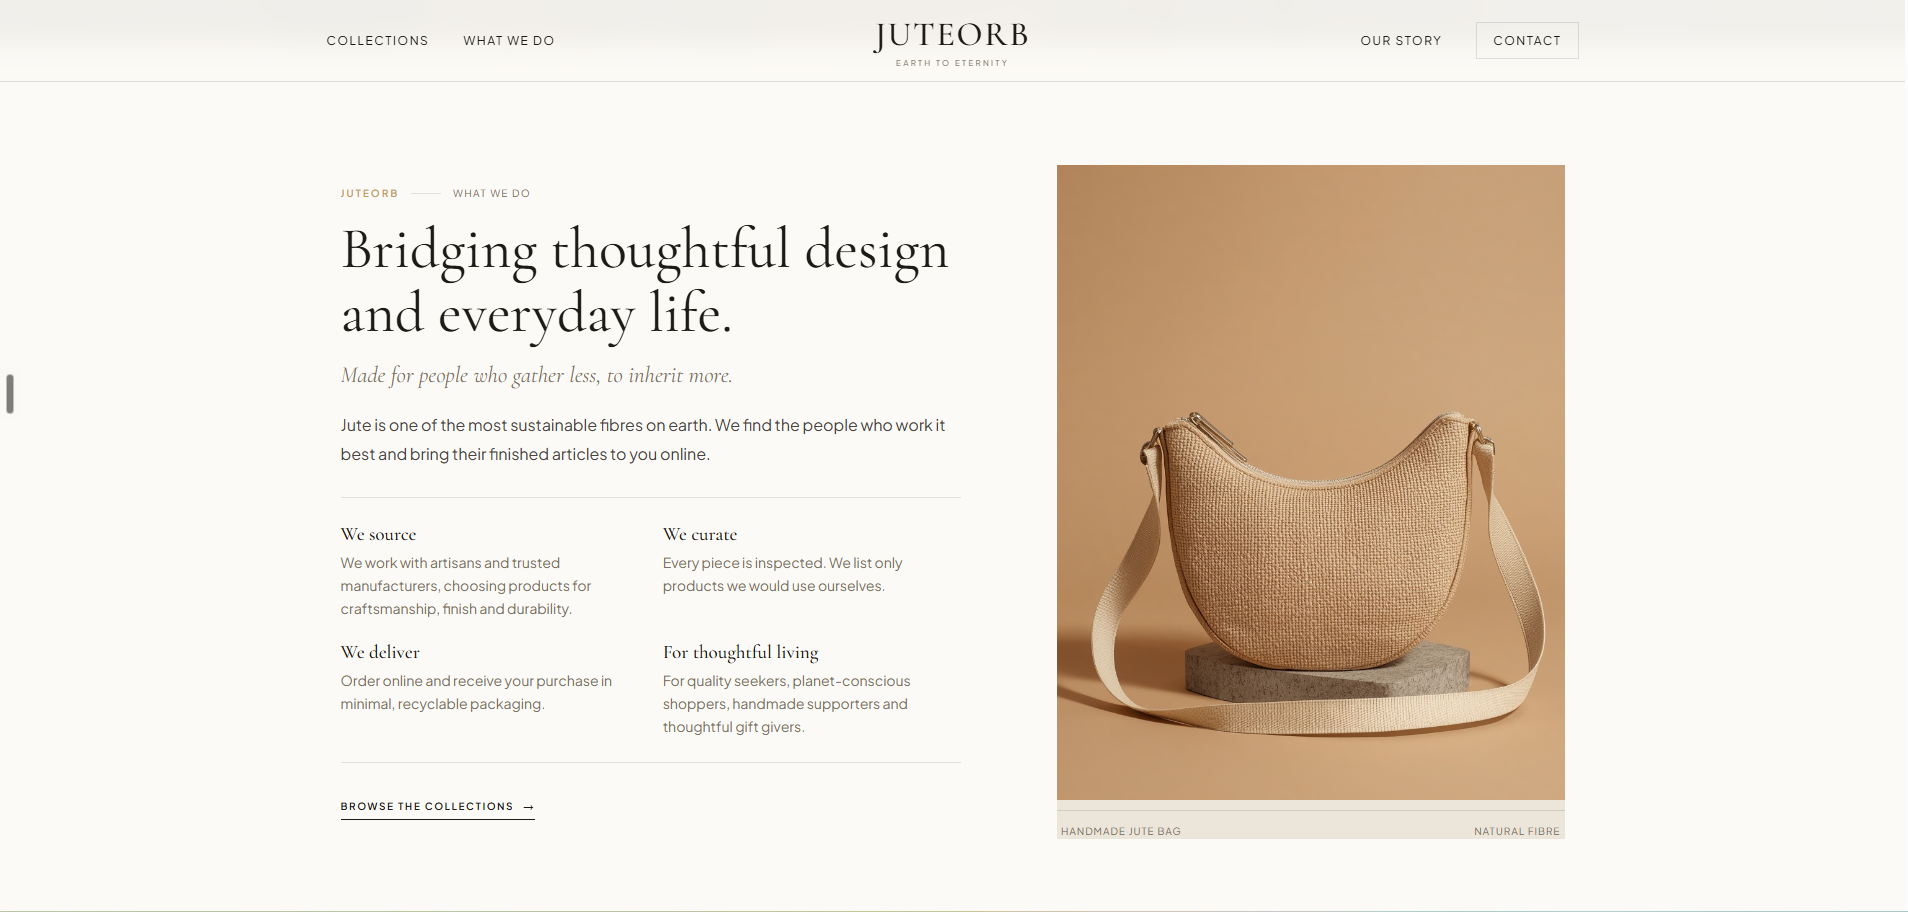 COLLECTIONS
WHAT WE DO
JUTEORB
EARTH TO ETERNITY
OUR STORY
CONTACT
JUTEORB
WHAT WE DO
Bridging thoughtful design
and everyday life.
Made for people who gather less, to inherit more.
Jute is one of the most sustainable fibres on earth. We find the people who work it
best and bring their finished articles to you online.
We source
We work with artisans and trusted
manufacturers, choosing products for
craftsmanship, finish and durability.
We curate
Every piece is inspected. We list only
products we would use ourselves.
We deliver
Order online and receive your purchase in
minimal, recyclable packaging.
For thoughtful living
For quality seekers, planet-conscious
shoppers, handmade supporters and
thoughtful gift givers.
BROWSE THE COLLECTIONS →
HANDMADE JUTE BAG
NATURAL FIBRE